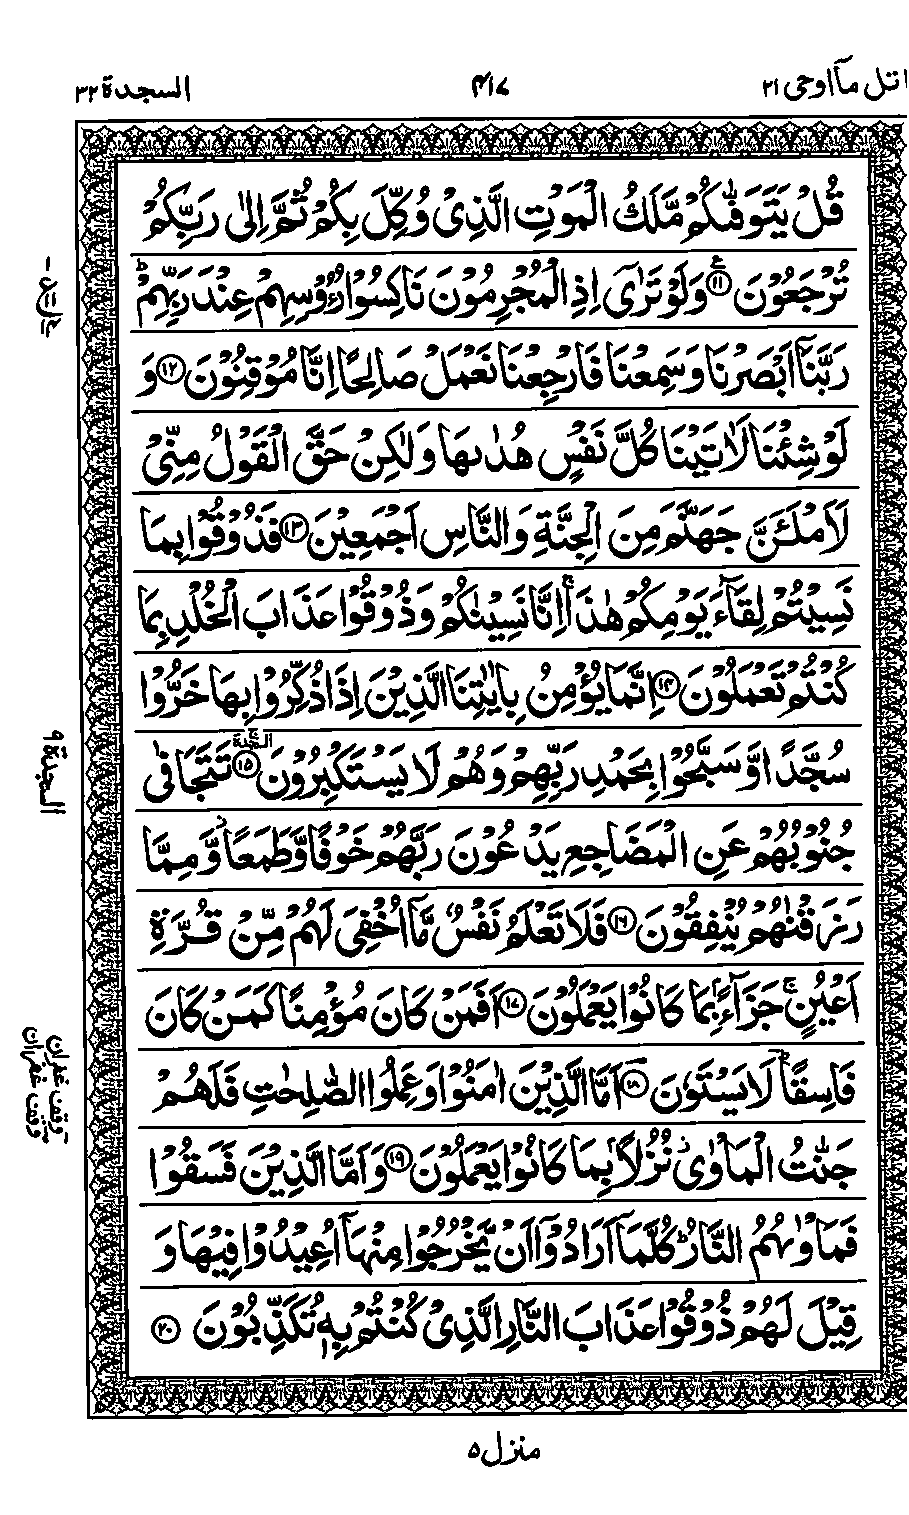 اتل مآاوحی ۲۱
۴۱۷
السجدة ۳۲
قُلْ يَتَوَفّٰىكُمْ مَّلَكُ الْمَوْتِ الَّذِىْ وُكِّلَ بِكُمْ ثُمَّ اِلٰى رَبِّكُمْ
تُرْجَعُوْنَ ۝۱۱ ع وَلَوْ تَرٰٓى اِذِ الْمُجْرِمُوْنَ نَاكِسُوْا رُءُوْسِهِمْ عِنْدَ رَبِّهِمْ ؕ
رَبَّنَآ اَبْصَرْنَا وَسَمِعْنَا فَارْجِعْنَا نَعْمَلْ صَالِحًا اِنَّا مُوْقِنُوْنَ ۝۱۲ وَ
لَوْ شِئْنَا لَاٰتَيْنَا كُلَّ نَفْسٍ هُدٰىهَا وَلٰكِنْ حَقَّ الْقَوْلُ مِنِّىْ
لَاَمْلَـَٔنَّ جَهَنَّمَ مِنَ الْجِنَّةِ وَالنَّاسِ اَجْمَعِيْنَ ۝۱۳ فَذُوْقُوْا بِمَا
نَسِيْتُمْ لِقَآءَ يَوْمِكُمْ هٰذَا ۚ اِنَّا نَسِيْنٰكُمْ وَذُوْقُوْا عَذَابَ الْخُلْدِ بِمَا
كُنْتُمْ تَعْمَلُوْنَ ۝۱۴ اِنَّمَا يُؤْمِنُ بِاٰيٰتِنَا الَّذِيْنَ اِذَا ذُكِّرُوْا بِهَا خَرُّوْا
سُجَّدًا وَّسَبَّحُوْا بِحَمْدِ رَبِّهِمْ وَهُمْ لَا يَسْتَكْبِرُوْنَ ۝۱۵ السجدة تَتَجَافٰى
جُنُوْبُهُمْ عَنِ الْمَضَاجِعِ يَدْعُوْنَ رَبَّهُمْ خَوْفًا وَّطَمَعًا ؗ وَّمِمَّا
رَزَقْنٰهُمْ يُنْفِقُوْنَ ۝۱۶ فَلَا تَعْلَمُ نَفْسٌ مَّآ اُخْفِىَ لَهُمْ مِّنْ قُرَّةِ
اَعْيُنٍ ۚ جَزَآءًۢ بِمَا كَانُوْا يَعْمَلُوْنَ ۝۱۷ اَفَمَنْ كَانَ مُؤْمِنًا كَمَنْ كَانَ
فَاسِقًا ؔ لَا يَسْتَوٗنَ ۝۱۸ اَمَّا الَّذِيْنَ اٰمَنُوْا وَعَمِلُوا الصّٰلِحٰتِ فَلَهُمْ
جَنّٰتُ الْمَاْوٰى ؗ نُزُلًاۢ بِمَا كَانُوْا يَعْمَلُوْنَ ۝۱۹ وَاَمَّا الَّذِيْنَ فَسَقُوْا
فَمَاْوٰىهُمُ النَّارُ ؕ كُلَّمَآ اَرَادُوْٓا اَنْ يَّخْرُجُوْا مِنْهَآ اُعِيْدُوْا فِيْهَا وَ
قِيْلَ لَهُمْ ذُوْقُوْا عَذَابَ النَّارِ الَّذِىْ كُنْتُمْ بِهٖ تُكَذِّبُوْنَ ۝۲۰
السجدة ۹
وقف غفران
وقف غفران
منزل ۵